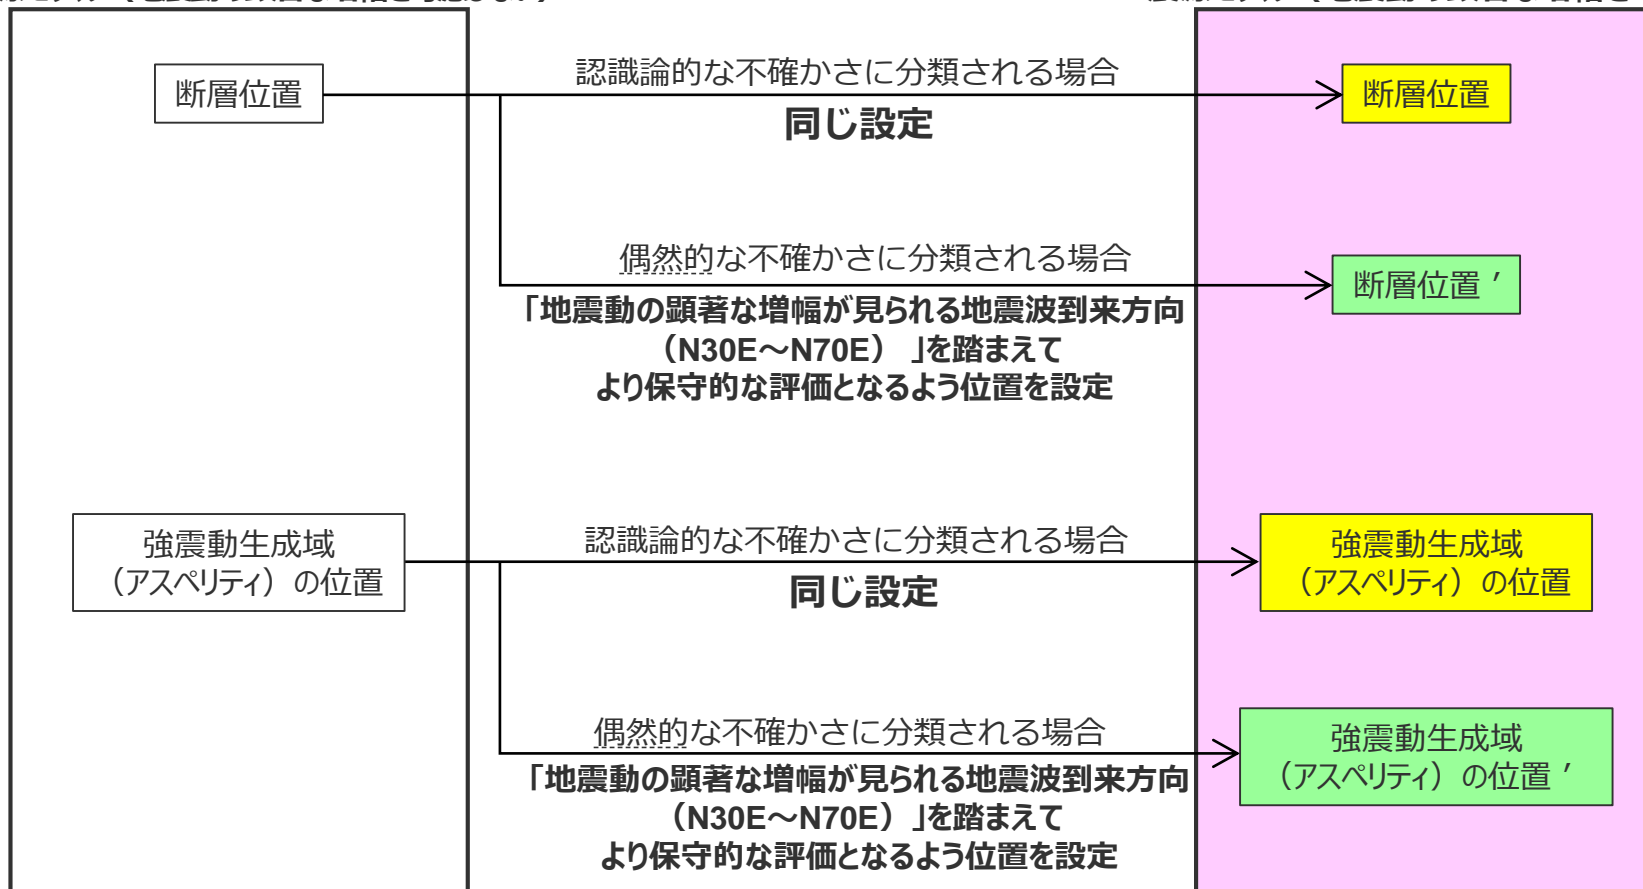 認識論的な不確かさに分類される場合
断層位置
断層位置
同じ設定
偶然的な不確かさに分類される場合
断層位置 ′
「地震動の顕著な増幅が見られる地震波到来方向
（N30E～N70E） 」を踏まえて
より保守的な評価となるよう位置を設定
強震動生成域
（アスペリティ）の位置
認識論的な不確かさに分類される場合
同じ設定
強震動生成域
（アスペリティ）の位置
偶然的な不確かさに分類される場合
強震動生成域
（アスペリティ）の位置 ′
「地震動の顕著な増幅が見られる地震波到来方向
（N30E～N70E）」を踏まえて
より保守的な評価となるよう位置を設定